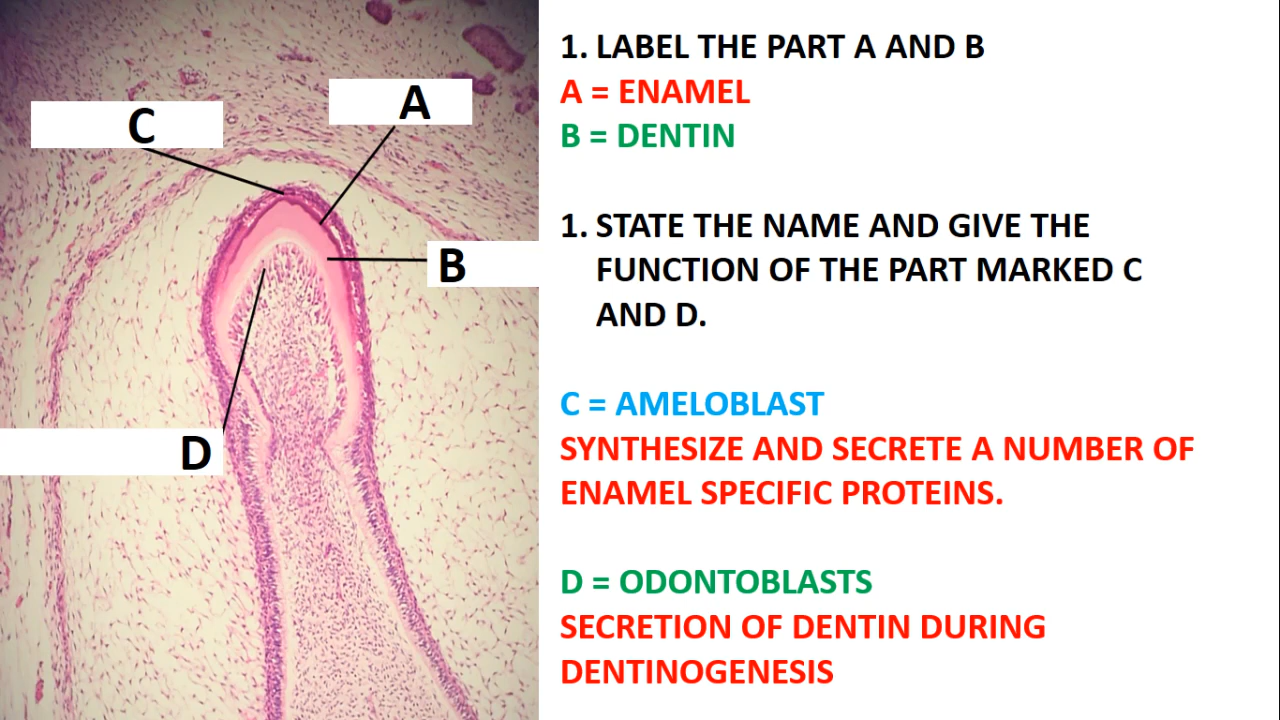 C
A
B
D
1. LABEL THE PART A AND B
A = ENAMEL
B = DENTIN
1. STATE THE NAME AND GIVE THE
FUNCTION OF THE PART MARKED C
AND D.
C = AMELOBLAST
SYNTHESIZE AND SECRETE A NUMBER OF
ENAMEL SPECIFIC PROTEINS.
D = ODONTOBLASTS
SECRETION OF DENTIN DURING
DENTINOGENESIS